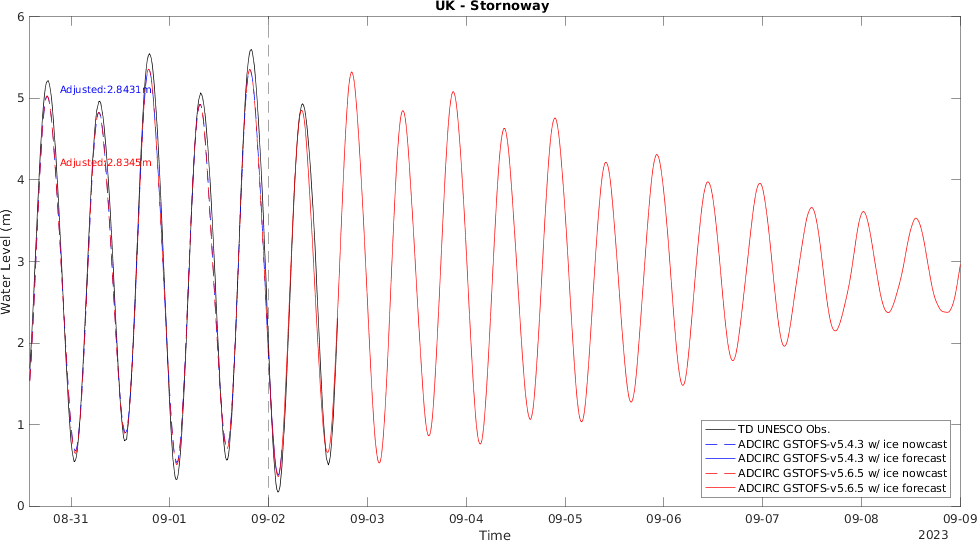 UK - Stornoway
6
5
4
3
2
1
0
Water Level (m)
Adjusted:2.8431m
Adjusted:2.8345m
TD UNESCO Obs.
ADCIRC GSTOFS-v5.4.3 w/ ice nowcast
ADCIRC GSTOFS-v5.4.3 w/ ice forecast
ADCIRC GSTOFS-v5.6.5 w/ ice nowcast
ADCIRC GSTOFS-v5.6.5 w/ ice forecast
08-31 09-01 09-02 09-03 09-04 09-05 09-06 09-07 09-08 09-09
Time
2023